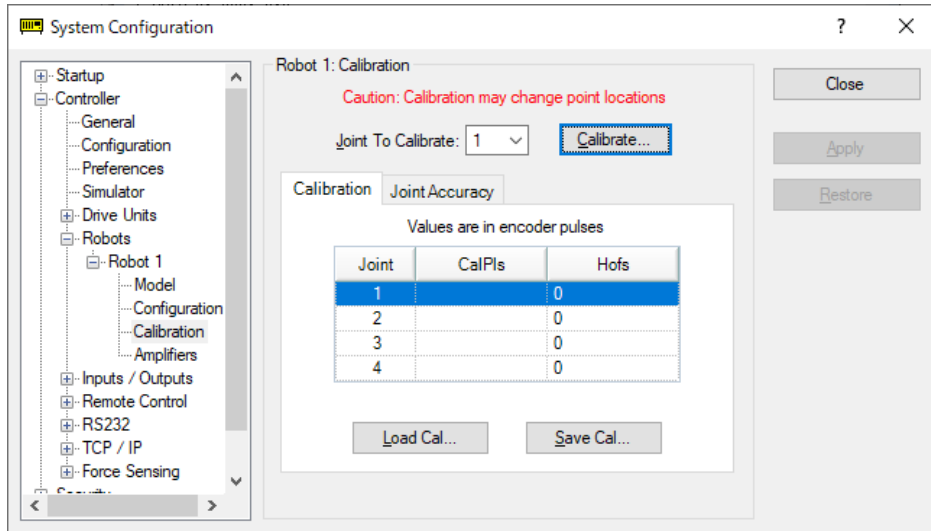 System Configuration
?
Startup
Controller
General
Configuration
Preferences
Simulator
Drive Units
Robots
Robot 1
Model
Configuration
Calibration
Amplifiers
Inputs / Outputs
Remote Control
RS232
TCP / IP
Force Sensing
Robot 1: Calibration
Caution: Calibration may change point locations
Joint To Calibrate: 1
Calibrate...
Calibration Joint Accuracy
Values are in encoder pulses
Joint CalPls Hofs
1 0
2 0
3 0
4 0
Load Cal... Save Cal...
Close
Apply
Restore